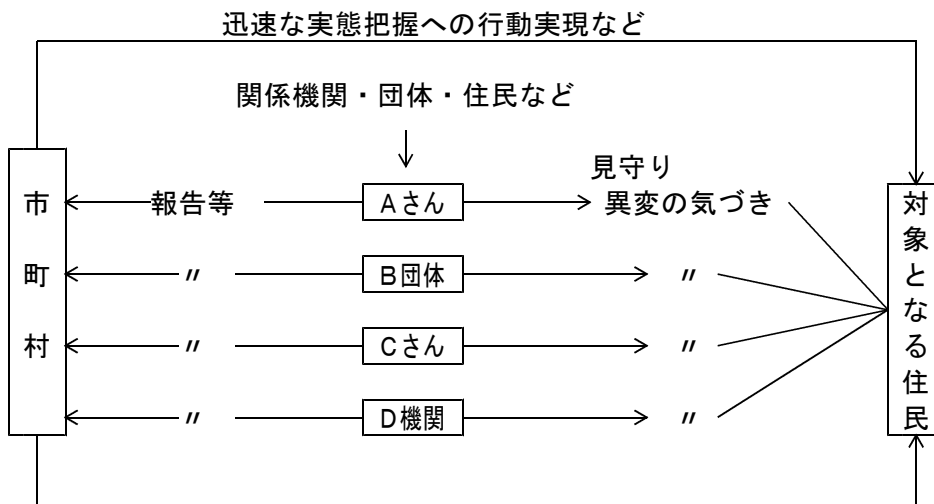 迅速な実態把握への行動実現など
関係機関・団体・住民など
市町村
報告等
Aさん
見守り
異変の気づき
〃
B団体
〃
〃
Cさん
〃
〃
D機関
〃
対象となる住民